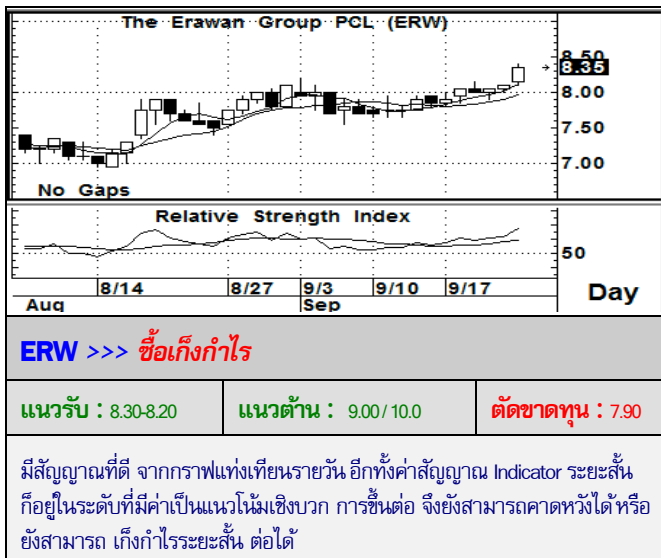 The Erawan Group PCL (ERW)
8.50
8.35
8.00
7.50
7.00
No Gaps
Relative Strength Index
50
8/14 8/27 9/3 9/10 9/17
Aug Sep
Day
ERW >>> ซื้อเก็งกำไร
แนวรับ : 8.30-8.20 แนวต้าน : 9.00 / 10.0 ตัดขาดทุน : 7.90
มีสัญญาณที่ดี จากกราฟแท่งเทียนรายวัน อีกทั้งค่าสัญญาณ Indicator ระยะสั้น
ก็อยู่ในระดับที่มีค่าเป็นแนวโน้มเชิงบวก การขึ้นต่อ จึงยังสามารถคาดหวังได้ หรือ
ยังสามารถ เก็งกำไรระยะสั้น ต่อได้